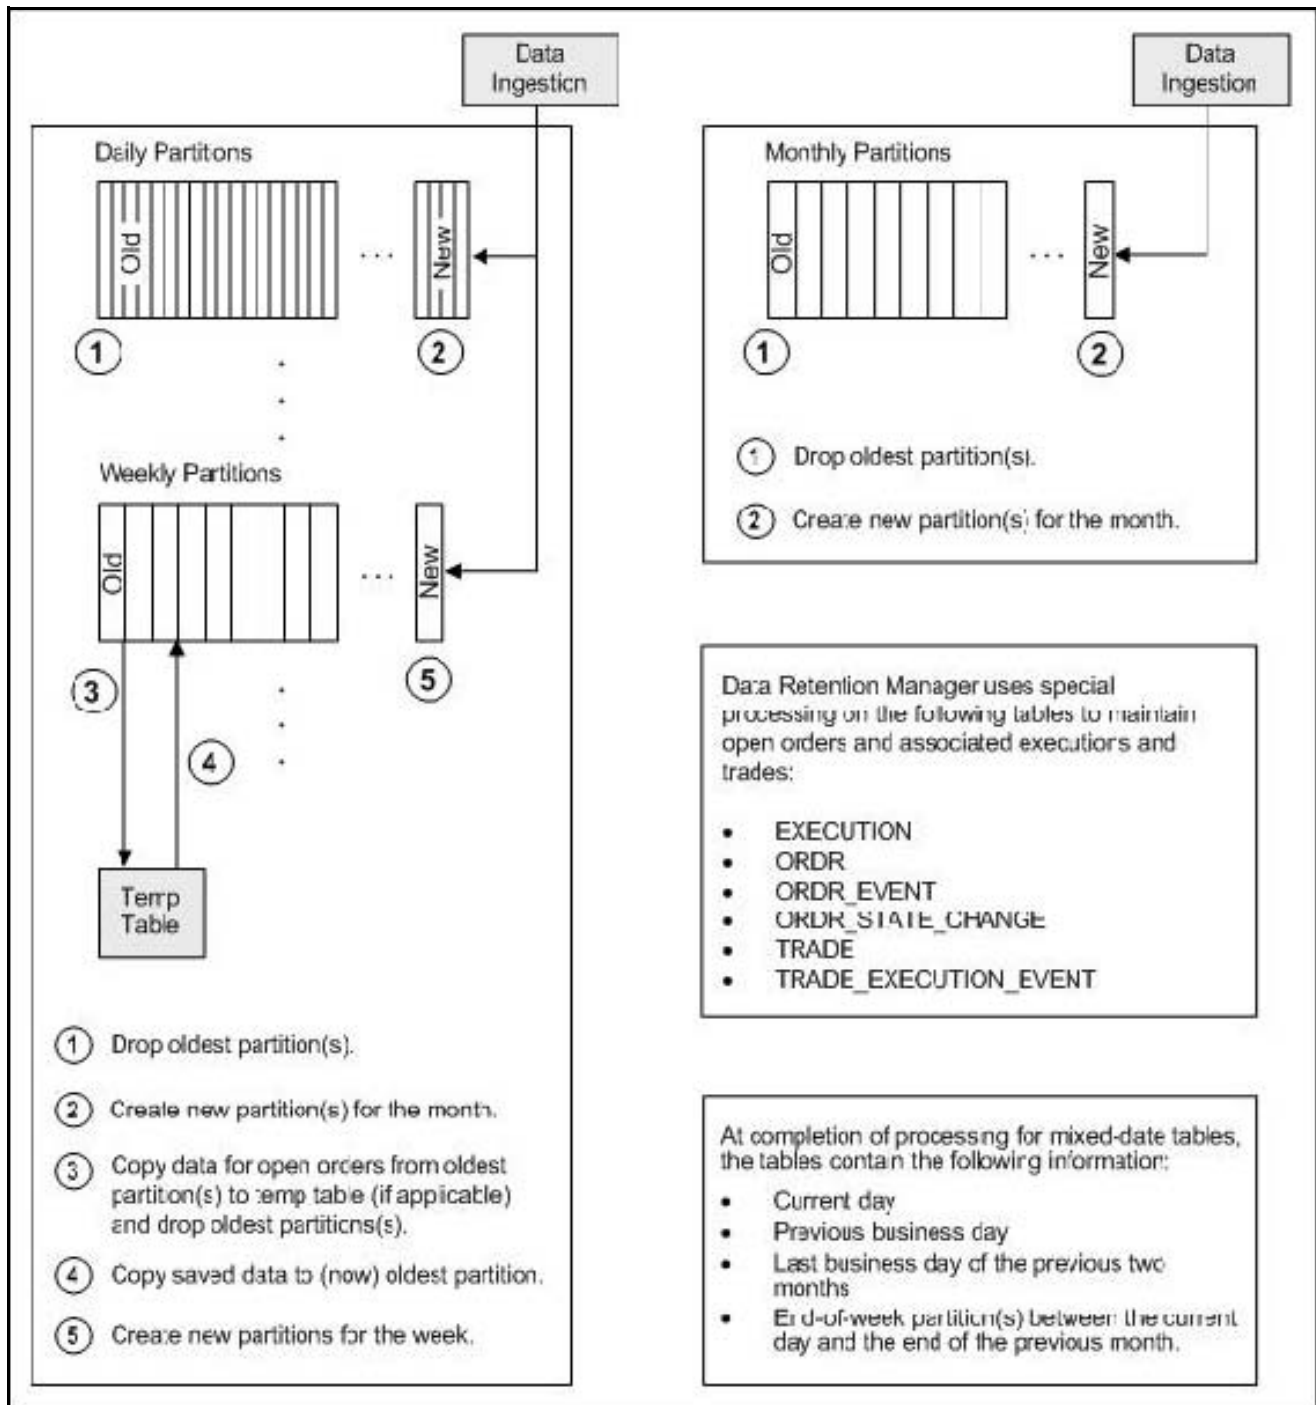 Data
Ingestion
Daily Partitions
Old
...
New
1
2
Weekly Partitions
Old
...
New
3
4
5
Temp
Table
1 Drop oldest partition(s).
2 Create new partition(s) for the month.
3 Copy data for open orders from oldest
partition(s) to temp table (if applicable)
and drop oldest partitions(s).
4 Copy saved data to (now) oldest partition.
5 Create new partitions for the week.
Data
Ingestion
Monthly Partitions
Old
...
New
1
2
1 Drop oldest partition(s).
2 Create new partition(s) for the month.
Data Retention Manager uses special
processing on the following tables to maintain
open orders and associated executions and
trades:
• EXECUTION
• ORDR
• ORDR_EVENT
• ORDR_STATE_CHANGE
• TRADE
• TRADE_EXECUTION_EVENT
At completion of processing for mixed-date tables,
the tables contain the following information:
• Current day
• Previous business day
• Last business day of the previous two
months
• End-of-week partition(s) between the current
day and the end of the previous month.